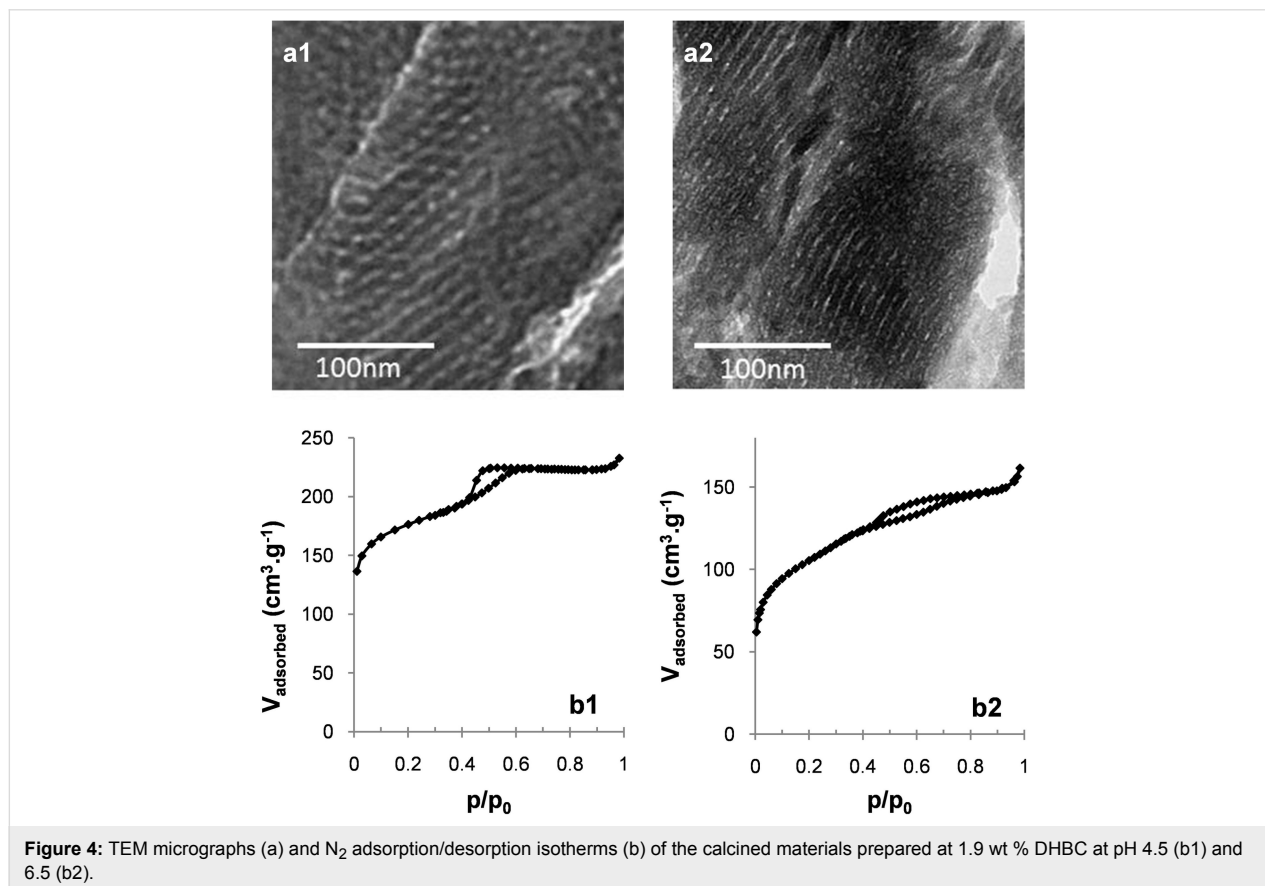 a1
a2
100nm
100nm
250
200
150
100
50
0
V_adsorbed (cm³.g⁻¹)
0 0.2 0.4 0.6 0.8 1
p/p₀
b1
150
100
50
0
V_adsorbed (cm³.g⁻¹)
0 0.2 0.4 0.6 0.8 1
p/p₀
b2
Figure 4: TEM micrographs (a) and N₂ adsorption/desorption isotherms (b) of the calcined materials prepared at 1.9 wt % DHBC at pH 4.5 (b1) and
6.5 (b2).